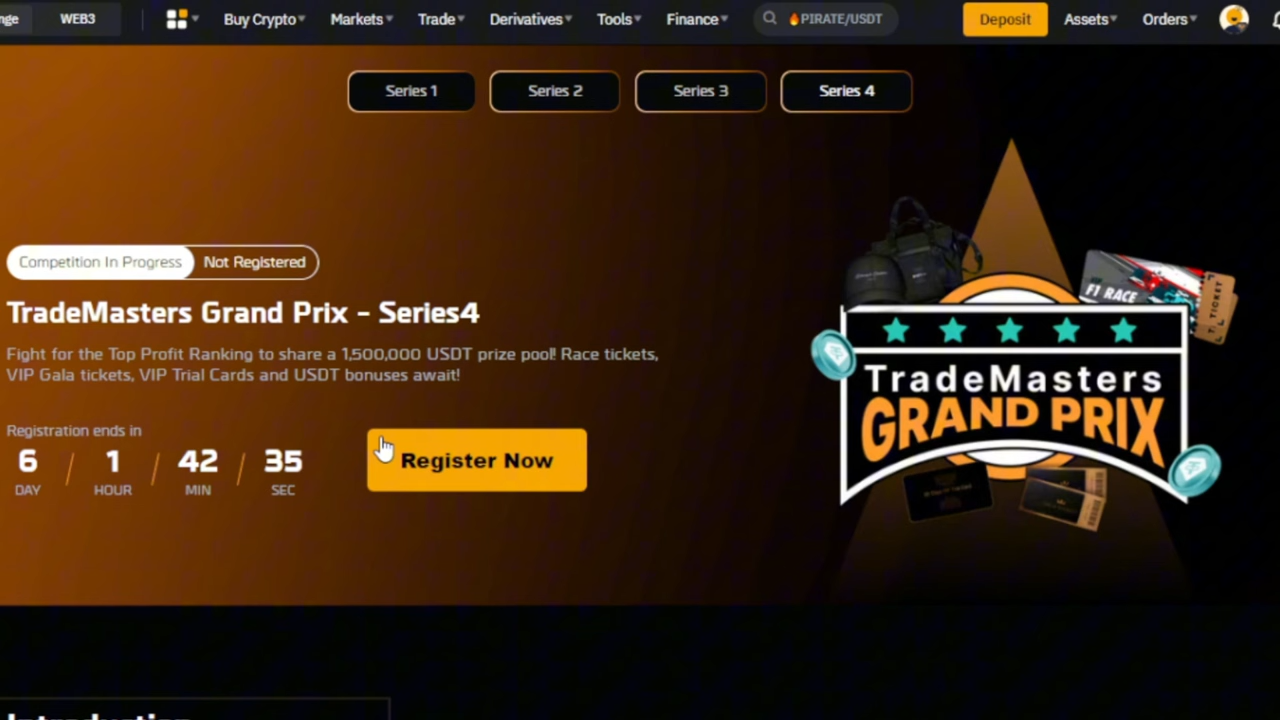 nge WEB3 Buy Crypto Markets Trade Derivatives Tools Finance PIRATE/USDT Deposit Assets Orders
Series 1 Series 2 Series 3 Series 4
Competition In Progress Not Registered
TradeMasters Grand Prix - Series4
Fight for the Top Profit Ranking to share a 1,500,000 USDT prize pool! Race tickets,
VIP Gala tickets, VIP Trial Cards and USDT bonuses await!
Registration ends in
6 / 1 / 42 / 35
DAY HOUR MIN SEC
Register Now
F1 RACE
TICKET
TradeMasters
GRAND PRIX
Introduction